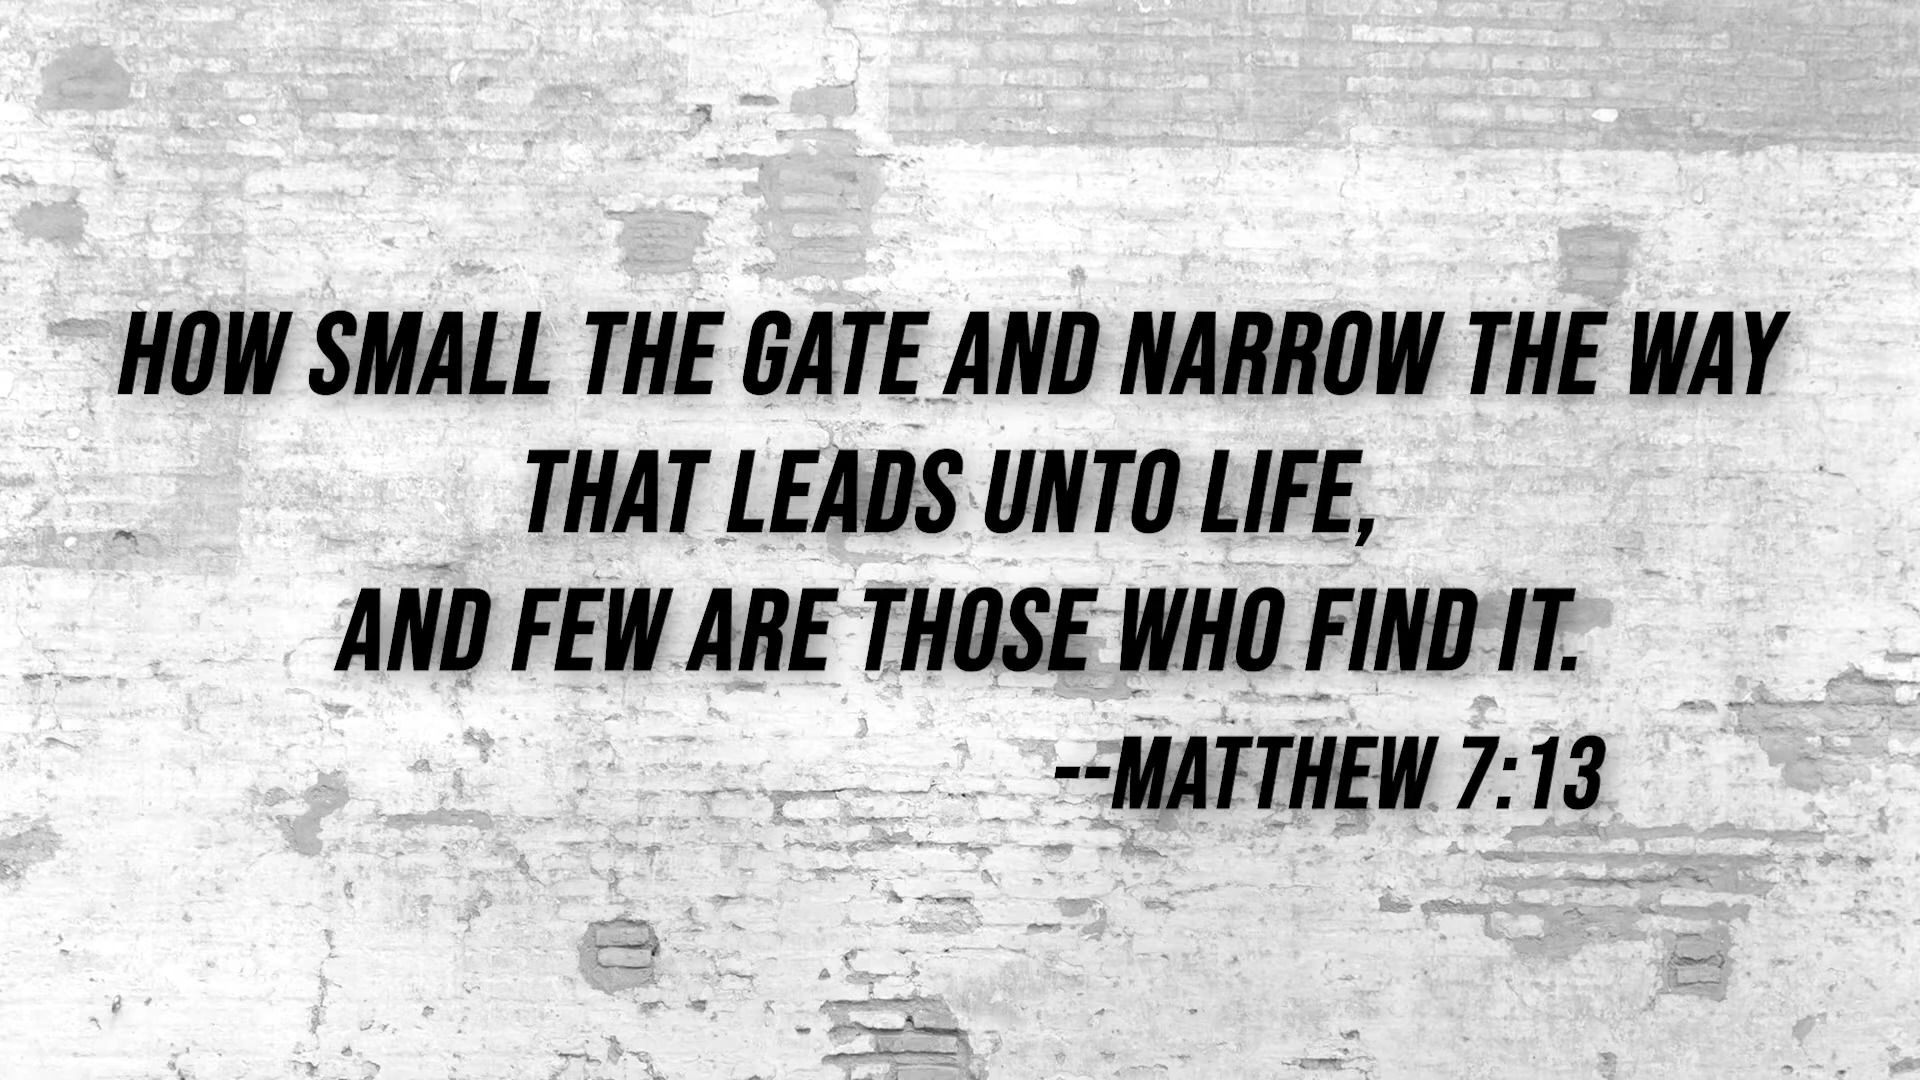 HOW SMALL THE GATE AND NARROW THE WAY
THAT LEADS UNTO LIFE,
AND FEW ARE THOSE WHO FIND IT.
--MATTHEW 7:13